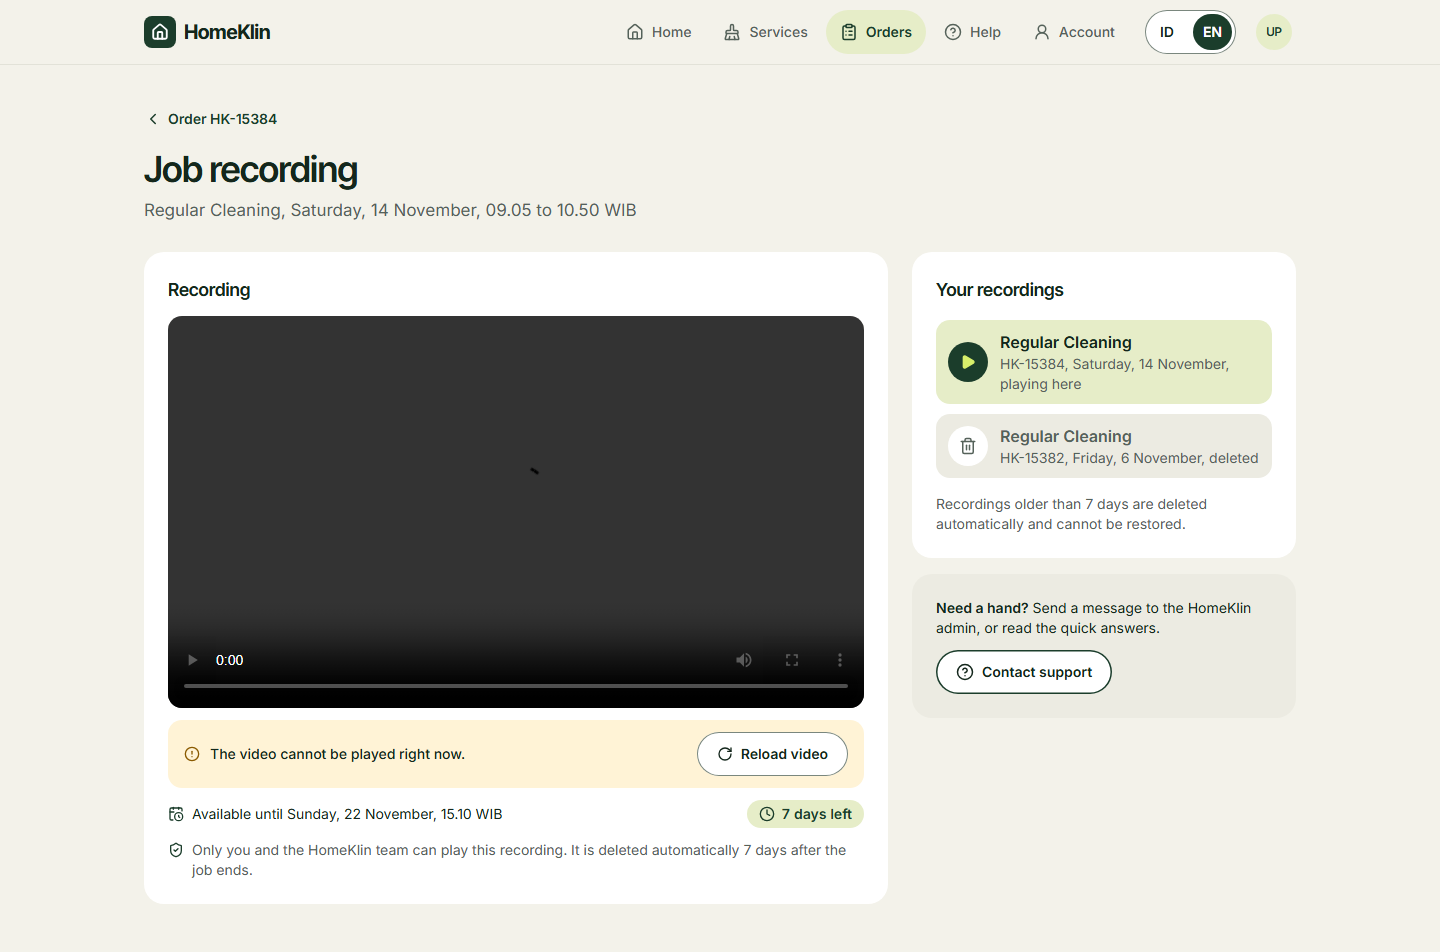 HomeKlin
Home
Services
Orders
Help
Account
ID
EN
UP
Order HK-15384
Job recording
Regular Cleaning, Saturday, 14 November, 09.05 to 10.50 WIB
Recording
0:00
The video cannot be played right now.
Reload video
Available until Sunday, 22 November, 15.10 WIB
7 days left
Only you and the HomeKlin team can play this recording. It is deleted automatically 7 days after the
job ends.
Your recordings
Regular Cleaning
HK-15384, Saturday, 14 November,
playing here
Regular Cleaning
HK-15382, Friday, 6 November, deleted
Recordings older than 7 days are deleted
automatically and cannot be restored.
Need a hand? Send a message to the HomeKlin
admin, or read the quick answers.
Contact support